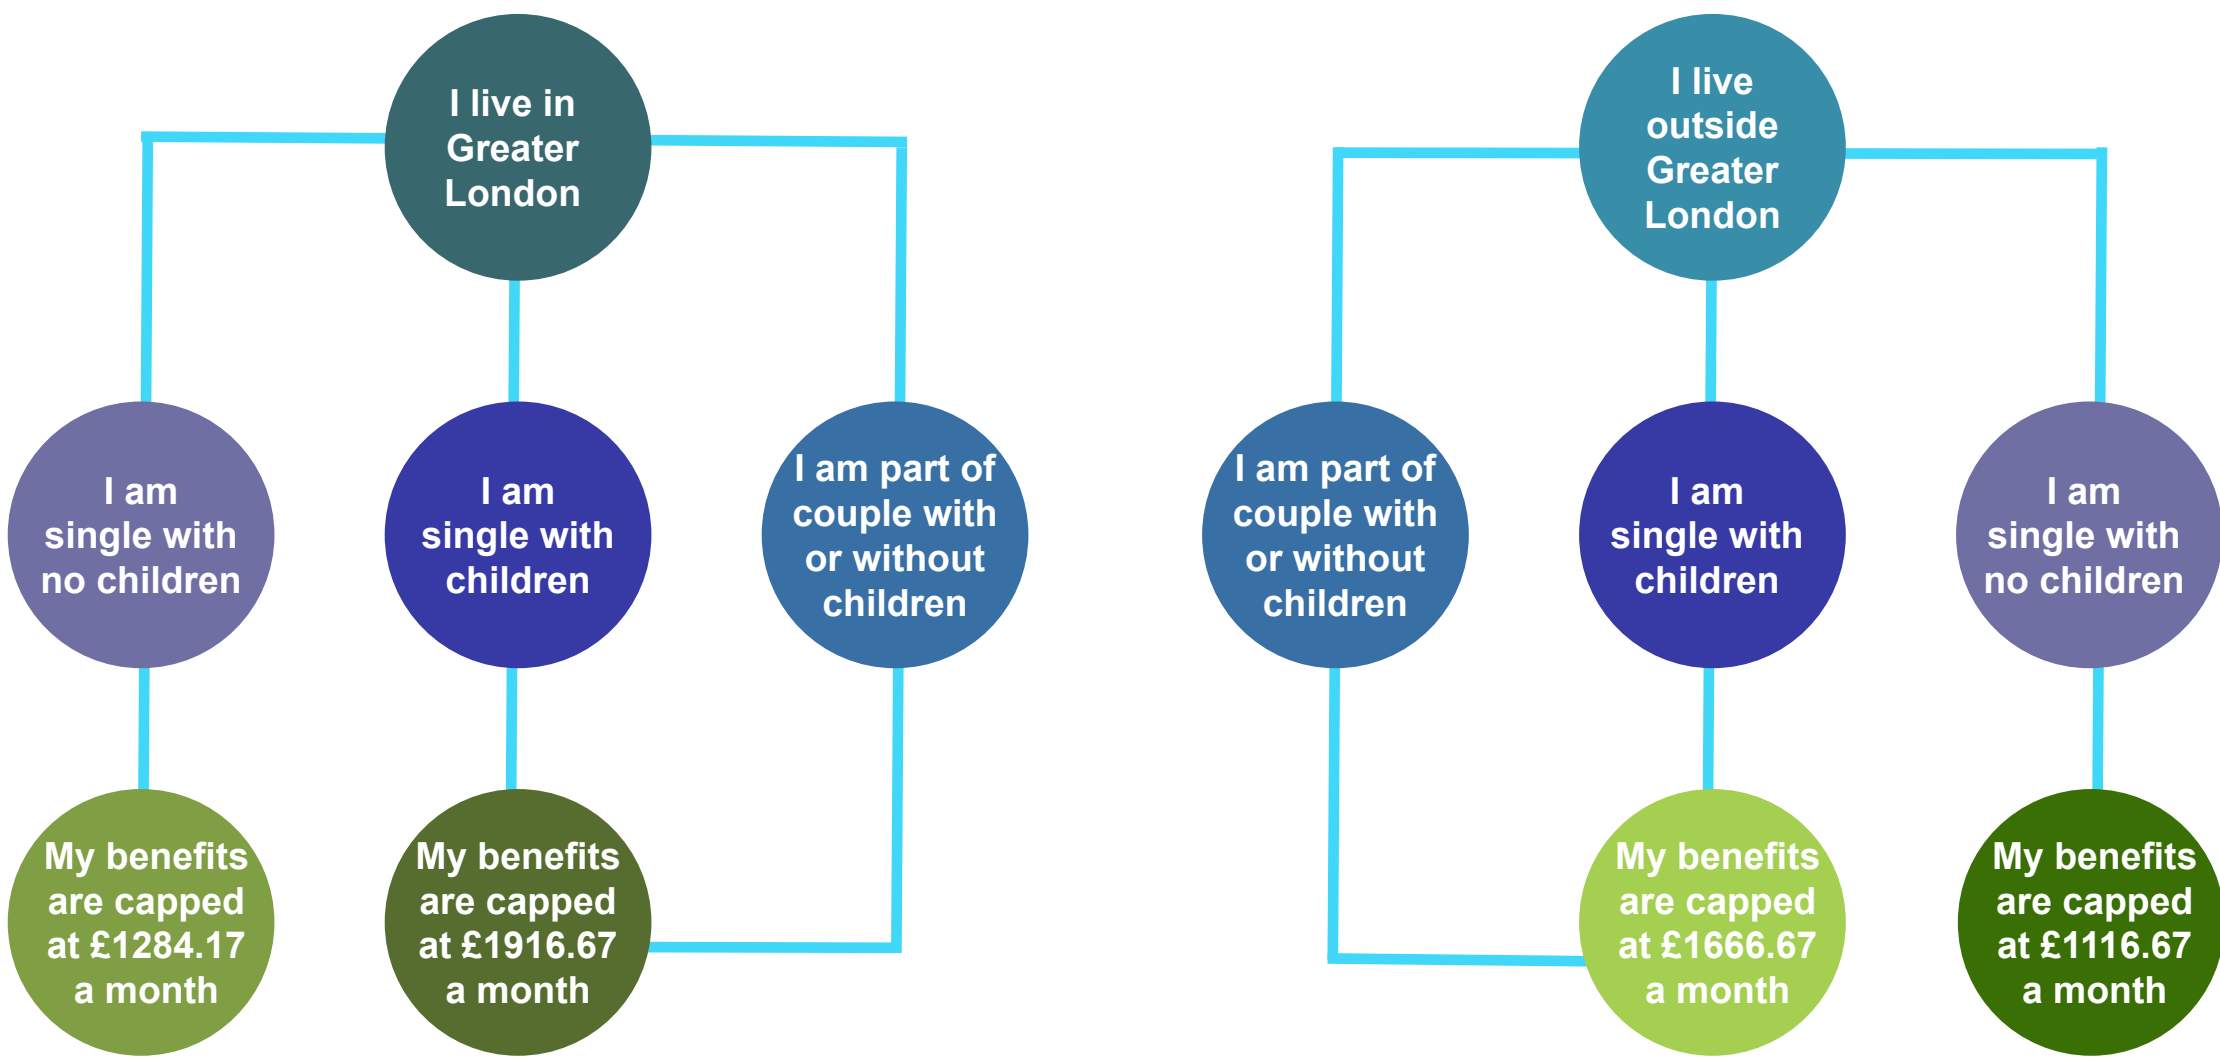 I live in
Greater
London
I live
outside
Greater
London
I am
single with
no children
I am
single with
children
I am part of
couple with
or without
children
I am part of
couple with
or without
children
I am
single with
children
I am
single with
no children
My benefits
are capped
at £1284.17
a month
My benefits
are capped
at £1916.67
a month
My benefits
are capped
at £1666.67
a month
My benefits
are capped
at £1116.67
a month